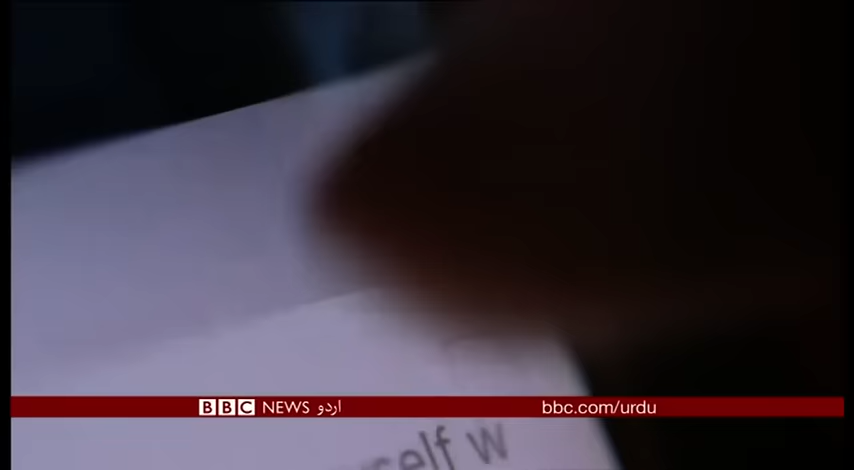 BBC NEWS اردو bbc.com/urdu